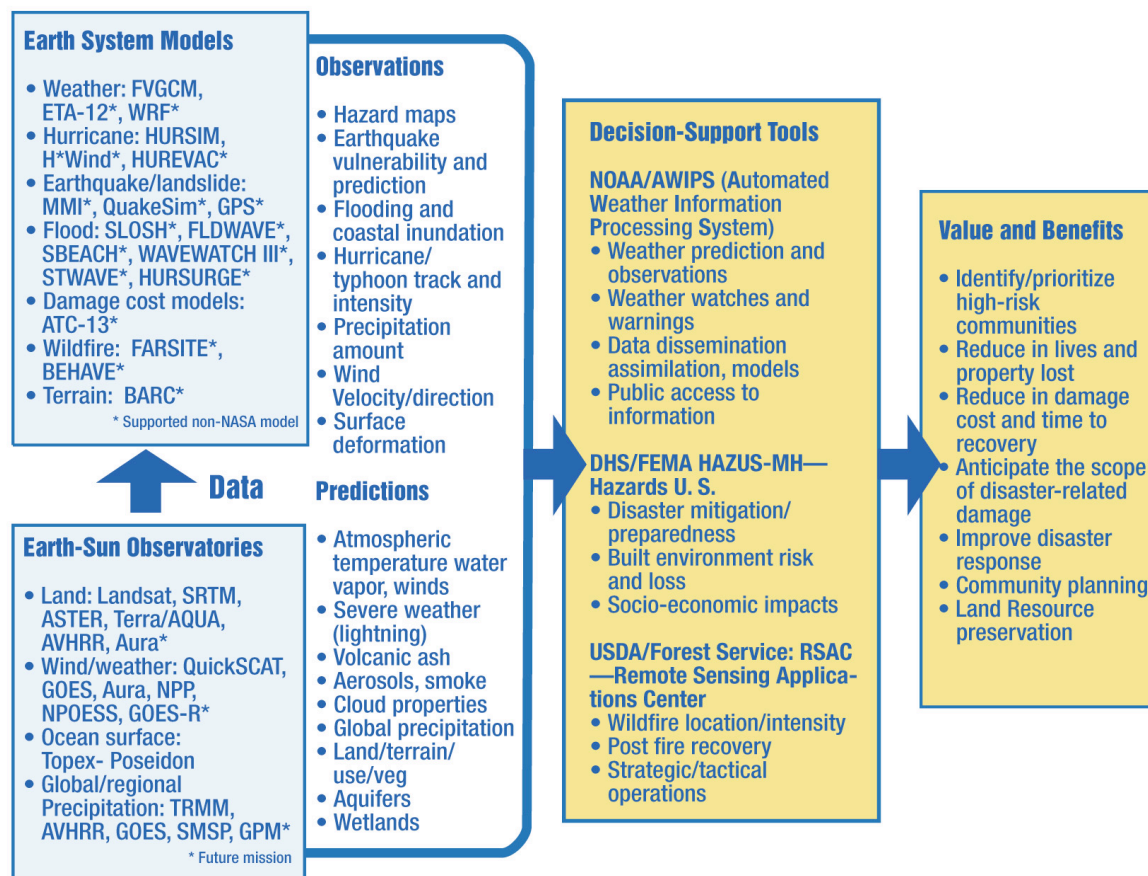 Earth System Models
• Weather: FVGCM,
ETA-12*, WRF*
• Hurricane: HURSIM,
H*Wind*, HUREVAC*
• Earthquake/landslide:
MMI*, QuakeSim*, GPS*
• Flood: SLOSH*, FLDWAVE*,
SBEACH*, WAVEWATCH III*,
STWAVE*, HURSURGE*
• Damage cost models:
ATC-13*
• Wildfire: FARSITE*,
BEHAVE*
• Terrain: BARC*
* Supported non-NASA model
Data
Earth-Sun Observatories
• Land: Landsat, SRTM,
ASTER, Terra/AQUA,
AVHRR, Aura*
• Wind/weather: QuickSCAT,
GOES, Aura, NPP,
NPOESS, GOES-R*
• Ocean surface:
Topex- Poseidon
• Global/regional
Precipitation: TRMM,
AVHRR, GOES, SMSP, GPM*
* Future mission
Observations
• Hazard maps
• Earthquake
vulnerability and
prediction
• Flooding and
coastal inundation
• Hurricane/
typhoon track and
intensity
• Precipitation
amount
• Wind
Velocity/direction
• Surface
deformation
Predictions
• Atmospheric
temperature water
vapor, winds
• Severe weather
(lightning)
• Volcanic ash
• Aerosols, smoke
• Cloud properties
• Global precipitation
• Land/terrain/
use/veg
• Aquifers
• Wetlands
Decision-Support Tools
NOAA/AWIPS (Automated
Weather Information
Processing System)
• Weather prediction and
observations
• Weather watches and
warnings
• Data dissemination
assimilation, models
• Public access to
information
DHS/FEMA HAZUS-MH—
Hazards U. S.
• Disaster mitigation/
preparedness
• Built environment risk
and loss
• Socio-economic impacts
USDA/Forest Service: RSAC
—Remote Sensing Applica-
tions Center
• Wildfire location/intensity
• Post fire recovery
• Strategic/tactical
operations
Value and Benefits
• Identify/prioritize
high-risk
communities
• Reduce in lives and
property lost
• Reduce in damage
cost and time to
recovery
• Anticipate the scope
of disaster-related
damage
• Improve disaster
response
• Community planning
• Land Resource
preservation